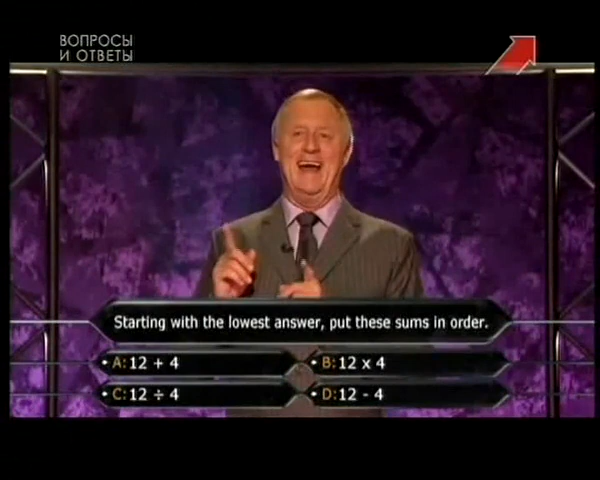 ВОПРОСЫ
И ОТВЕТЫ
Starting with the lowest answer, put these sums in order.
A: 12 + 4
B: 12 x 4
C: 12 ÷ 4
D: 12 - 4